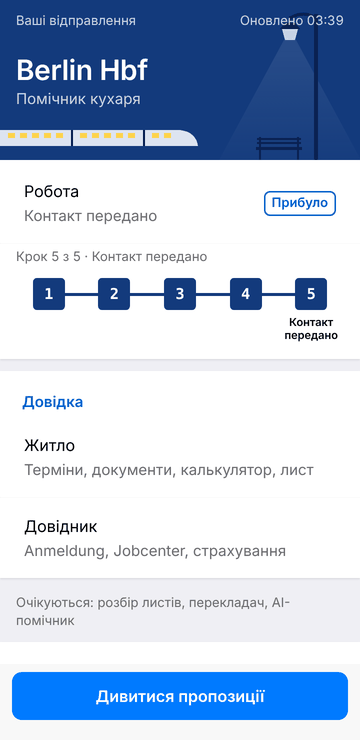 Ваші відправлення
Оновлено 03:39
Berlin Hbf
Помічник кухаря
Робота
Контакт передано
Прибуло
Крок 5 з 5 · Контакт передано
1 2 3 4 5
Контакт
передано
Довідка
Житло
Терміни, документи, калькулятор, лист
Довідник
Anmeldung, Jobcenter, страхування
Очікуються: розбір листів, перекладач, AI-
помічник
Дивитися пропозиції